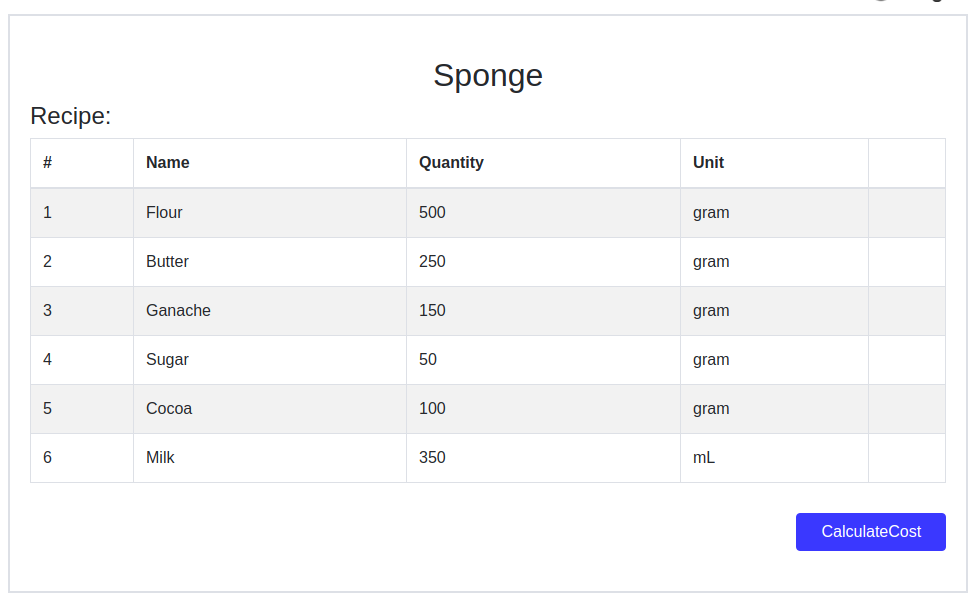 Sponge
Recipe:
# Name Quantity Unit
1 Flour 500 gram
2 Butter 250 gram
3 Ganache 150 gram
4 Sugar 50 gram
5 Cocoa 100 gram
6 Milk 350 mL
CalculateCost